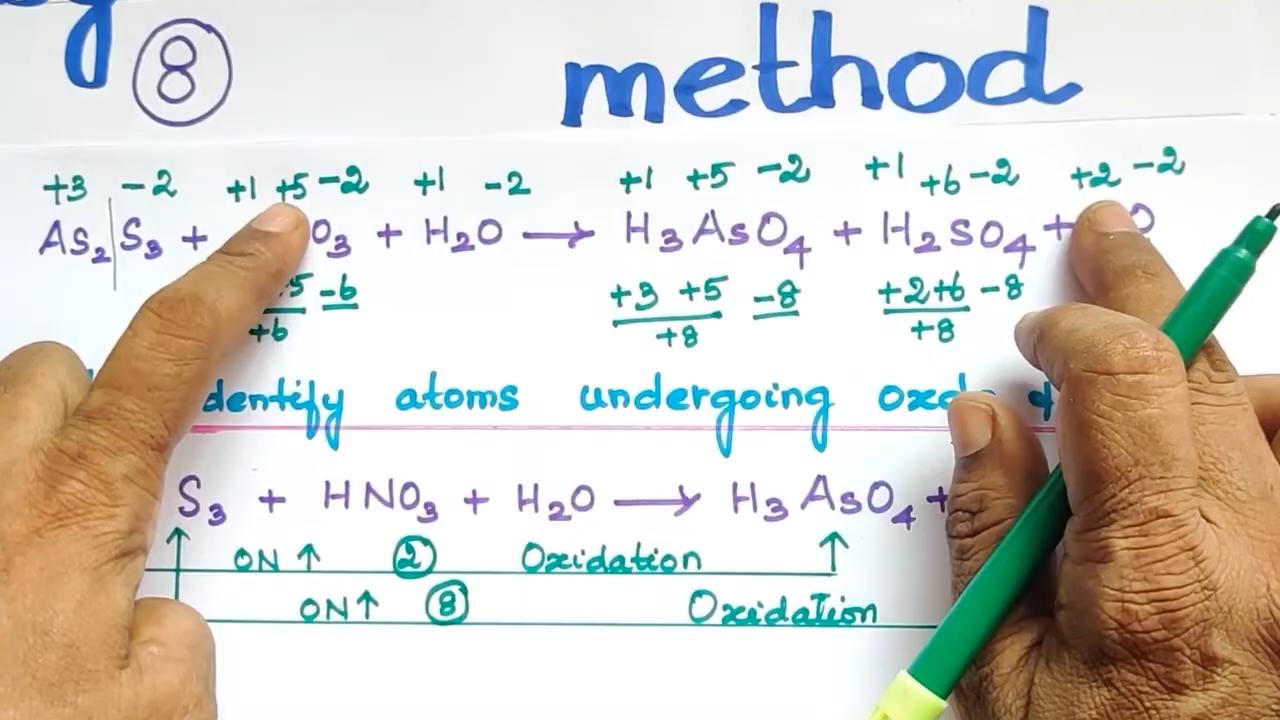 8 method
+3 -2 +1 +5 -2 +1 -2 +1 +5 -2 +1 +6 -2 +2 -2
As₂ S₃ + O₃ + H₂O → H₃AsO₄ + H₂SO₄ + O
5 -6 +3 +5 -8 +2+6 -8
+6 +8 +8
dentify atoms undergoing oxd
S₃ + HNO₃ + H₂O → H₃AsO₄ +
ON ↑ 2 Oxidation ↑
ON ↑ 8 Oxidation